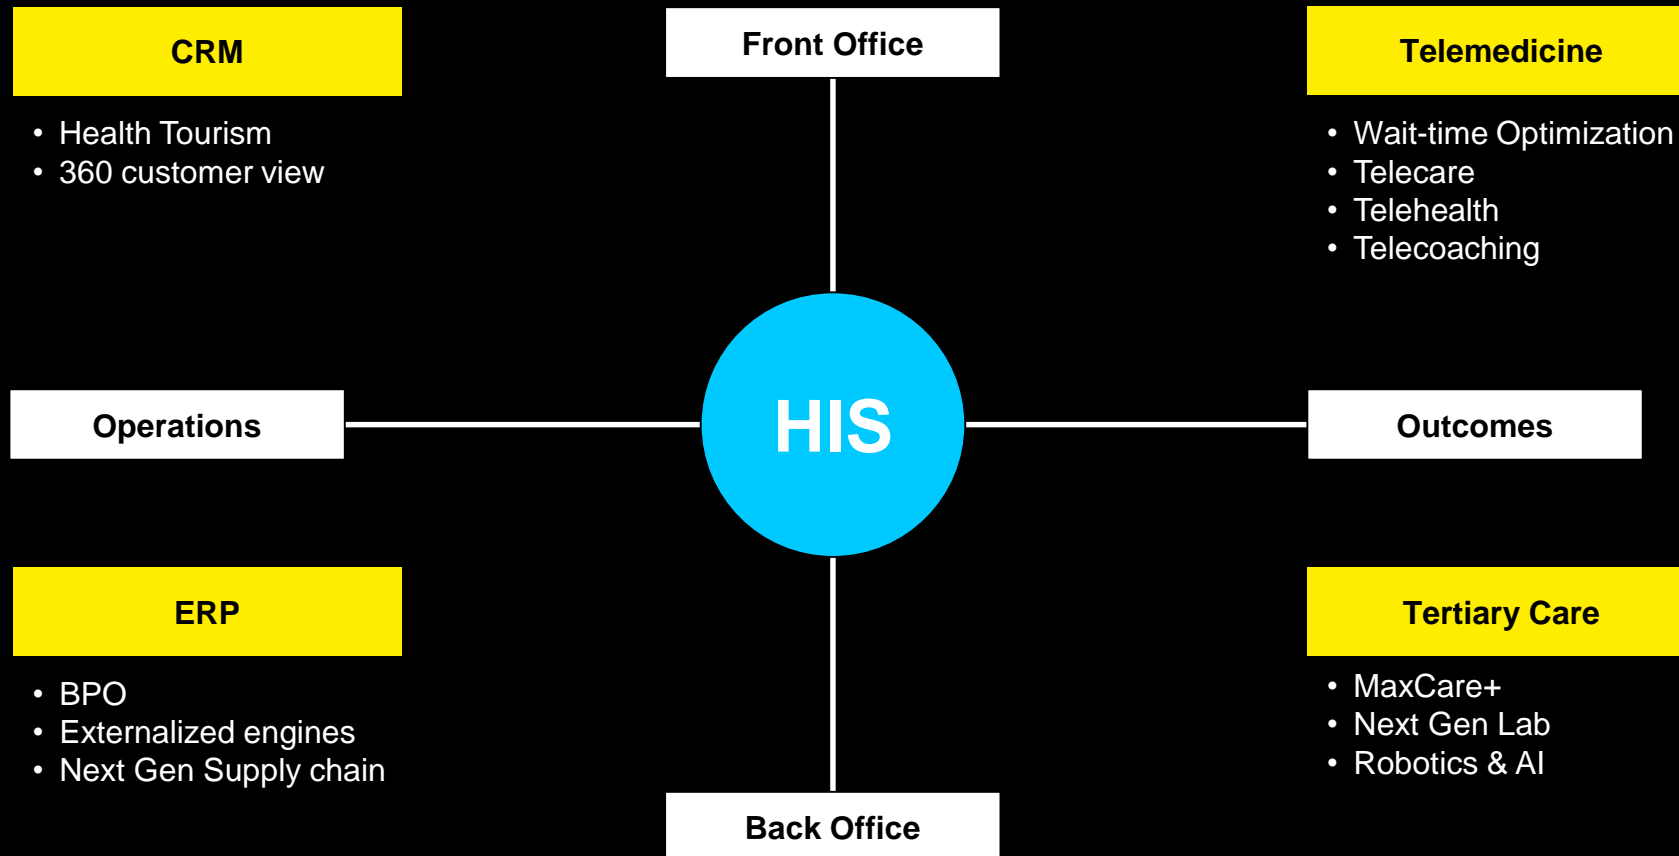 CRM
Front Office
Telemedicine
• Health Tourism
• 360 customer view
• Wait-time Optimization
• Telecare
• Telehealth
• Telecoaching
Operations
HIS
Outcomes
ERP
Tertiary Care
• BPO
• Externalized engines
• Next Gen Supply chain
• MaxCare+
• Next Gen Lab
• Robotics & AI
Back Office